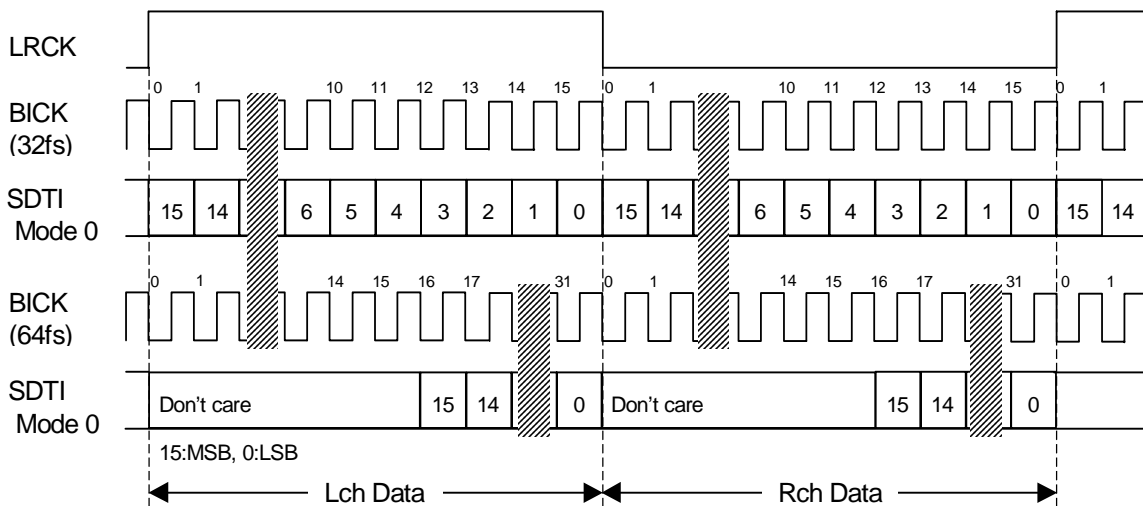 LRCK
0 1 10 11 12 13 14 15 0 1 10 11 12 13 14 15 0 1
BICK
(32fs)
SDTI
Mode 0
15 14 6 5 4 3 2 1 0 15 14 6 5 4 3 2 1 0 15 14
0 1 14 15 16 17 31 0 1 14 15 16 17 31 0 1
BICK
(64fs)
SDTI
Mode 0
Don't care 15 14 0 Don't care 15 14 0
15:MSB, 0:LSB
Lch Data Rch Data